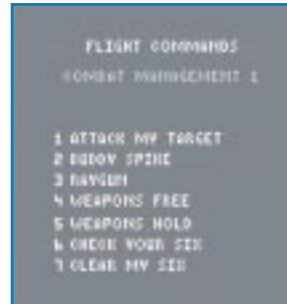 FLIGHT COMMANDS
COMBAT MANAGEMENT 1
1 ATTACK MY TARGET
2 BUDDY SPIKE
3 RAYGUN
4 WEAPONS FREE
5 WEAPONS HOLD
6 CHECK YOUR SIX
7 CLEAR MY SIX